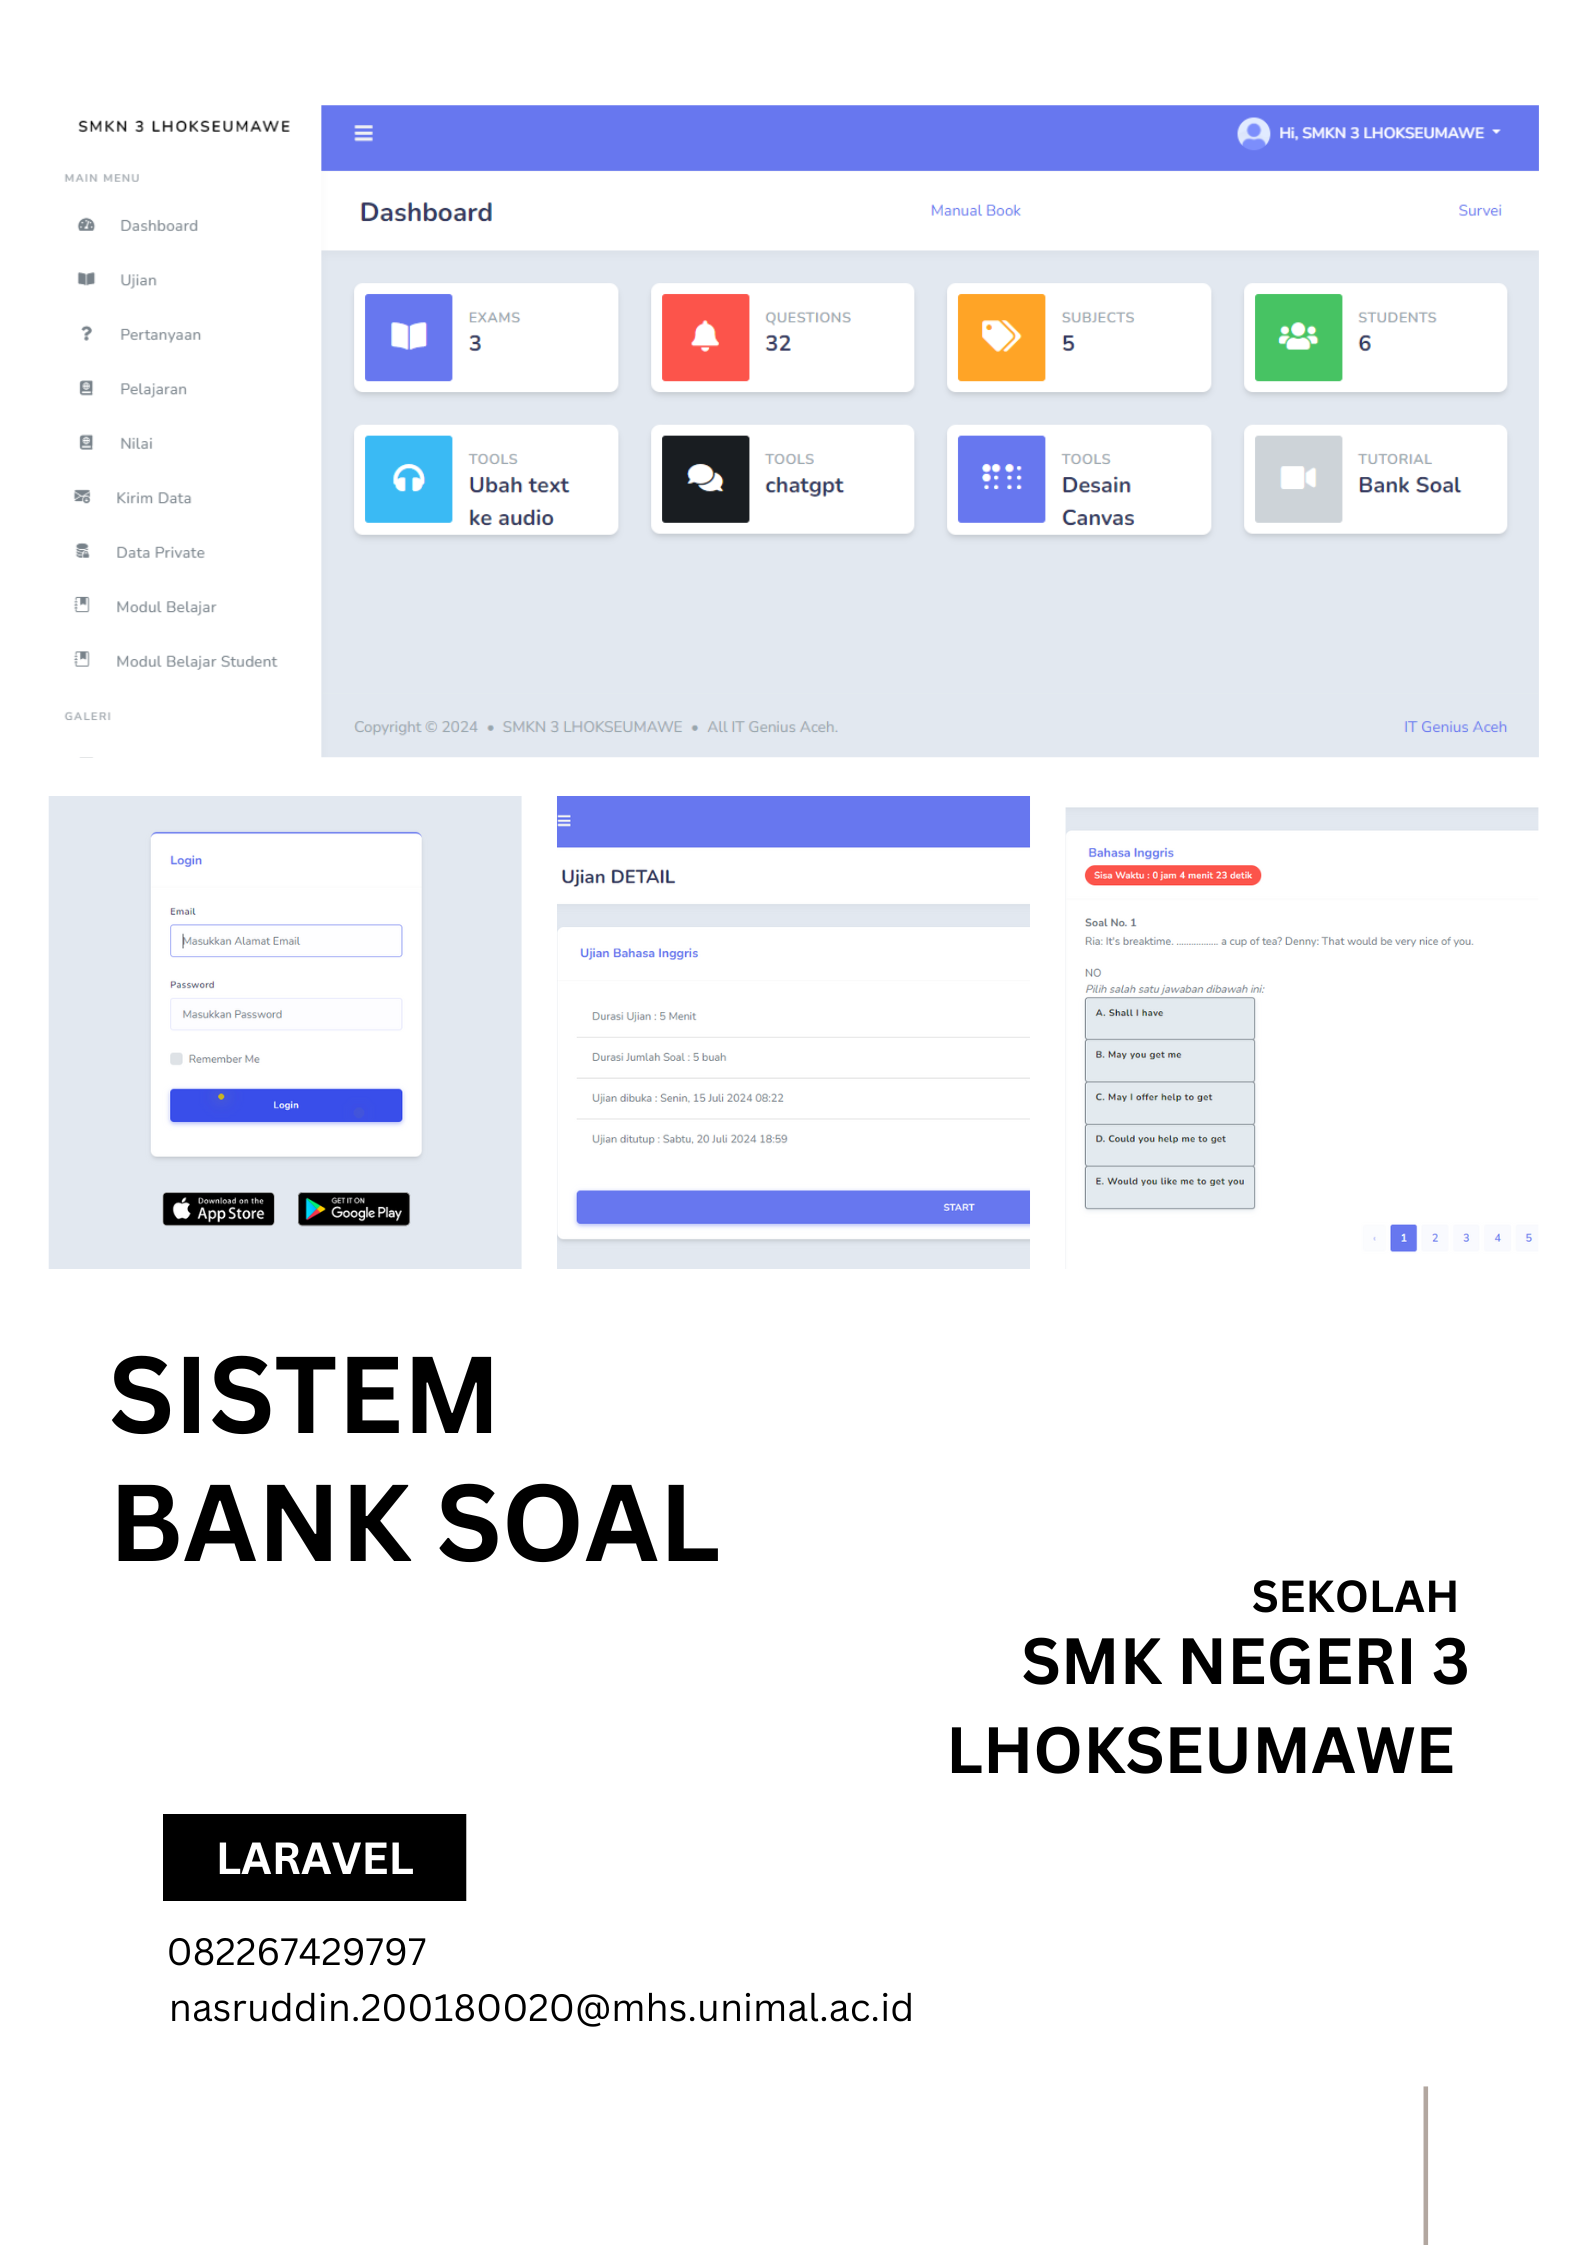 SMKN 3 LHOKSEUMAWE
Hi, SMKN 3 LHOKSEUMAWE
MAIN MENU
Dashboard
Ujian
Pertanyaan
Pelajaran
Nilai
Kirim Data
Data Private
Modul Belajar
Modul Belajar Student
GALERI
Dashboard
Manual Book
Survei
EXAMS
3
QUESTIONS
32
SUBJECTS
5
STUDENTS
6
TOOLS
Ubah text
ke audio
TOOLS
chatgpt
TOOLS
Desain
Canvas
TUTORIAL
Bank Soal
Copyright © 2024 • SMKN 3 LHOKSEUMAWE • All IT Genius Aceh.
IT Genius Aceh
Login
Email
Masukkan Alamat Email
Password
Masukkan Password
Remember Me
Login
Download on the
App Store
GET IT ON
Google Play
Ujian DETAIL
Ujian Bahasa Inggris
Durasi Ujian : 5 Menit
Durasi Jumlah Soal : 5 buah
Ujian dibuka : Senin, 15 Juli 2024 08:22
Ujian ditutup : Sabtu, 20 Juli 2024 18:59
START
Bahasa Inggris
Sisa Waktu : 0 jam 4 menit 23 detik
Soal No. 1
Ria: It's breaktime. ................ a cup of tea? Denny: That would be very nice of you.
NO
Pilih salah satu jawaban dibawah ini:
A. Shall I have
B. May you get me
C. May I offer help to get
D. Could you help me to get
E. Would you like me to get you
‹ 1 2 3 4 5
SISTEM
BANK SOAL
SEKOLAH
SMK NEGERI 3
LHOKSEUMAWE
LARAVEL
082267429797
nasruddin.200180020@mhs.unimal.ac.id